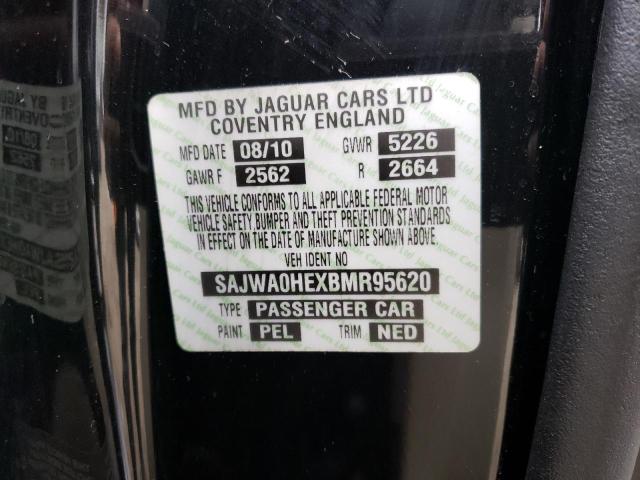 MFD BY JAGUAR CARS LTD
COVENTRY ENGLAND
MFD DATE 08/10 GVWR 5226
GAWR F 2562 R 2664
THIS VEHICLE CONFORMS TO ALL APPLICABLE FEDERAL MOTOR
VEHICLE SAFETY BUMPER AND THEFT PREVENTION STANDARDS
IN EFFECT ON THE DATE OF MANUFACTURE SHOWN ABOVE.
VEH IDENT NO
SAJWA0HEXBMR95620
TYPE PASSENGER CAR
PAINT PEL TRIM NED